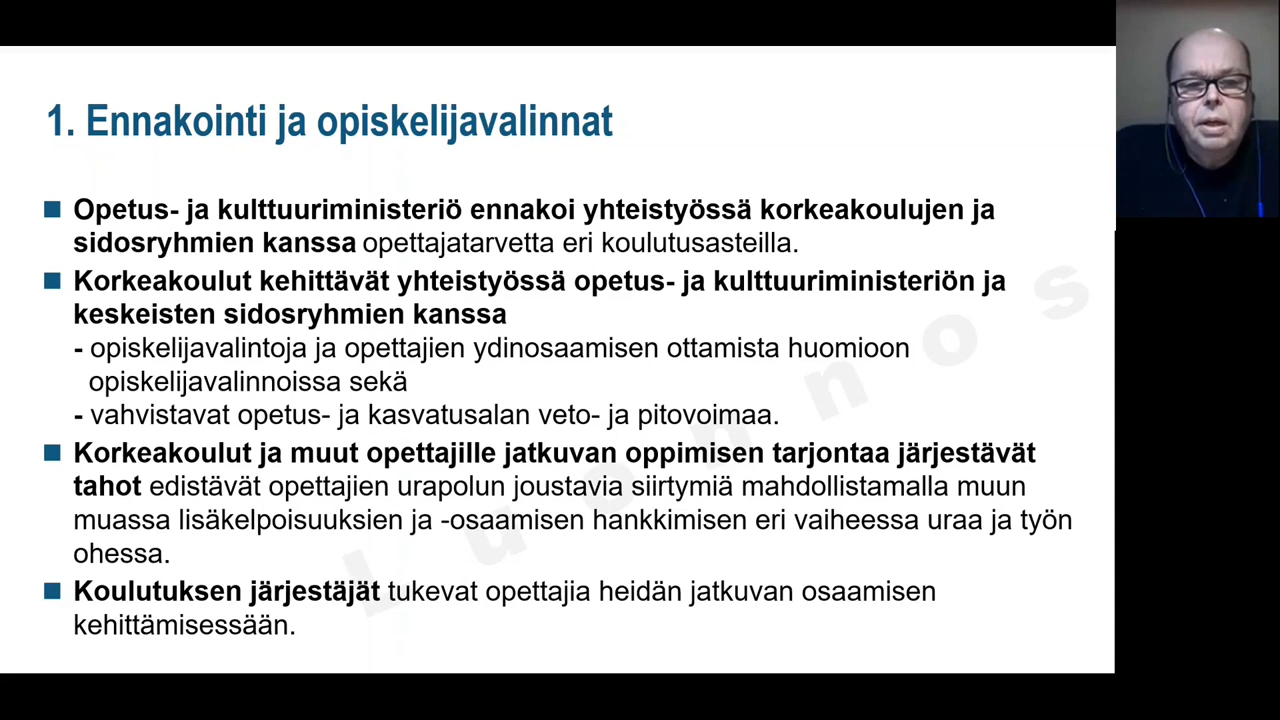 1. Ennakointi ja opiskelijavalinnat
Opetus- ja kulttuuriministeriö ennakoi yhteistyössä korkeakoulujen ja
sidosryhmien kanssa opettajatarvetta eri koulutusasteilla.
Korkeakoulut kehittävät yhteistyössä opetus- ja kulttuuriministeriön ja
keskeisten sidosryhmien kanssa
- opiskelijavalintoja ja opettajien ydinosaamisen ottamista huomioon
opiskelijavalinnoissa sekä
- vahvistavat opetus- ja kasvatusalan veto- ja pitovoimaa.
Korkeakoulut ja muut opettajille jatkuvan oppimisen tarjontaa järjestävät
tahot edistävät opettajien urapolun joustavia siirtymiä mahdollistamalla muun
muassa lisäkelpoisuuksien ja -osaamisen hankkimisen eri vaiheessa uraa ja työn
ohessa.
Koulutuksen järjestäjät tukevat opettajia heidän jatkuvan osaamisen
kehittämisessään.
Luonnos